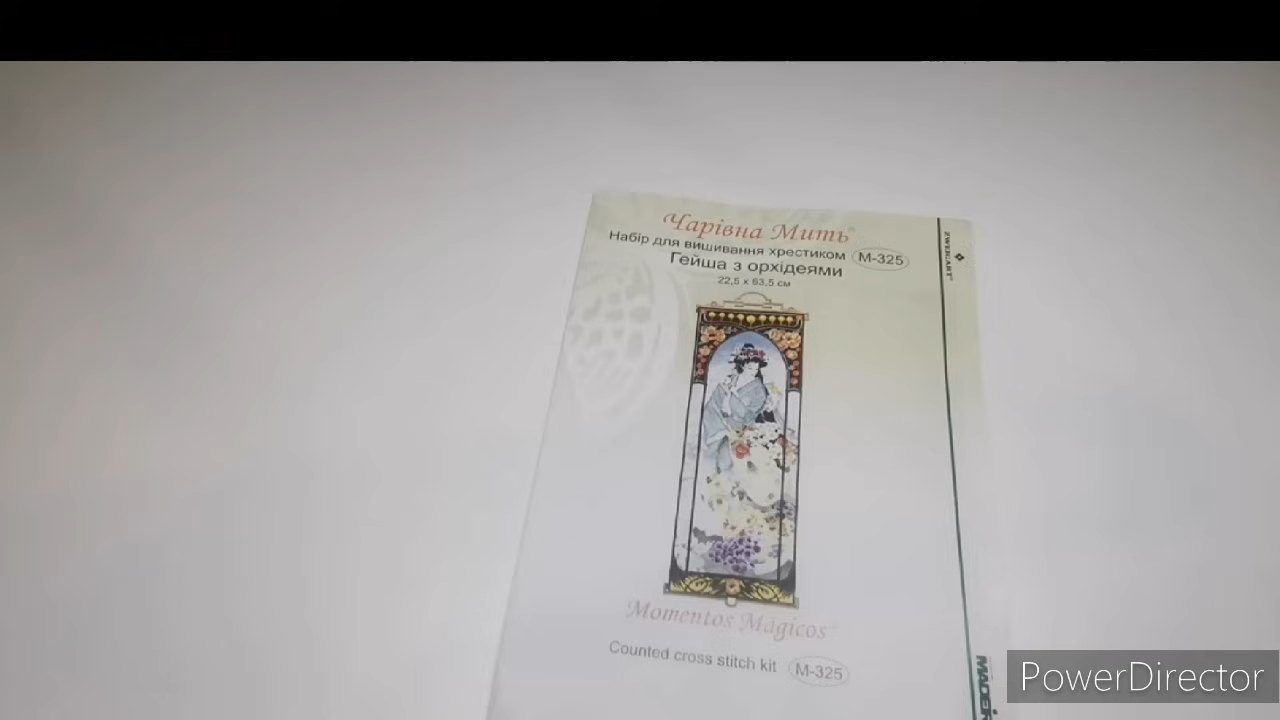 Чарівна Мить®
Набір для вишивання хрестиком M-325
Гейша з орхідеями
22,5 x 63,5 см
ZWEIGART
Momentos Mágicos
Counted cross stitch kit M-325
PowerDirector